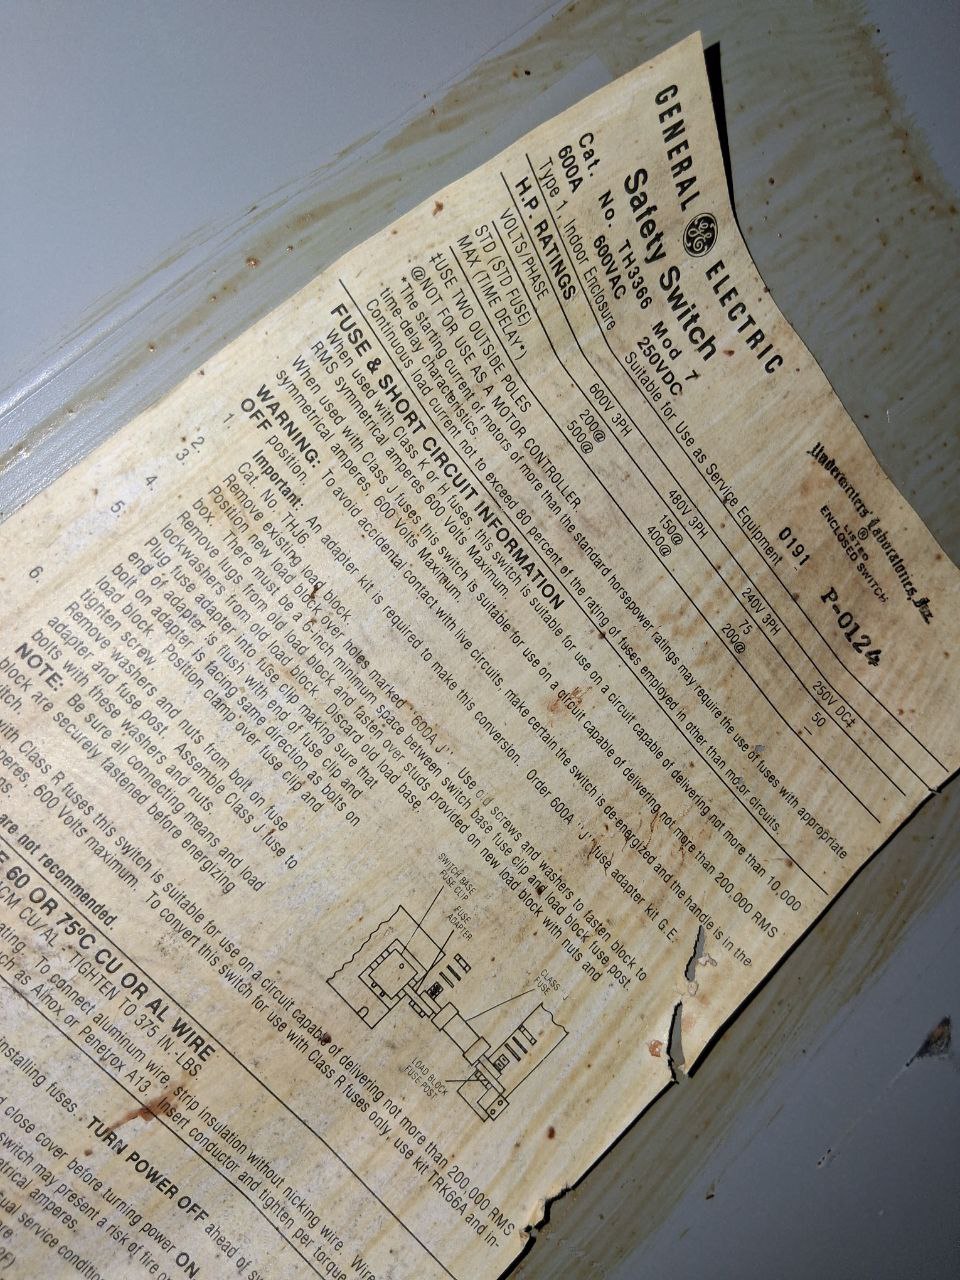 GENERAL GE ELECTRIC
Safety Switch
Cat. No. TH3366 Mod 7
600A 600VAC 250VDC
Type 1 Indoor Enclosure Suitable for Use as Service Equipment
Underwriters' Laboratories, Inc.
®
LISTED
ENCLOSED SWITCH
0191 P-0124
H.P. RATINGS
VOLTS/PHASE 600V 3PH 480V 3PH 240V 3PH 250V DC‡
STD (STD FUSE) 200@ 150@ 75 50
MAX (TIME DELAY*) 500@ 400@ 200@ -
‡USE TWO OUTSIDE POLES
@NOT FOR USE AS A MOTOR CONTROLLER
*The starting current of motors of more than the standard horsepower ratings may require the use of fuses with appropriate
time-delay characteristics.
Continuous load current not to exceed 80 percent of the rating of fuses employed in other than motor circuits.
FUSE & SHORT CIRCUIT INFORMATION
When used with Class K or H fuses, this switch is suitable for use on a circuit capable of delivering not more than 10,000
RMS symmetrical amperes 600 Volts Maximum.
When used with Class J fuses this switch is suitable for use on a circuit capable of delivering not more than 200,000 RMS
symmetrical amperes, 600 Volts Maximum.
WARNING: To avoid accidental contact with live circuits, make certain the switch is de-energized and the handle is in the
OFF position.
Important: An adapter kit is required to make this conversion. Order 600A "J" fuse adapter kit G.E.
Cat. No. THJ6
1. Remove existing load block.
2. Position new load block over holes marked "600A J" Use old screws and washers to fasten block to
box. There must be a 2-inch minimum space between switch base fuse clip and load block fuse post.
3. Remove lugs from old load block and fasten over studs provided on new load block with nuts and
lockwashers from old load block. Discard old load base.
4. Plug fuse adapter into fuse clip making sure that
end of adapter is flush with end of fuse clip and
bolt on adapter is facing same direction as bolts on
load block. Position clamp over fuse clip and
tighten screw.
5. Remove washers and nuts from bolt on fuse
adapter and fuse post. Assemble Class J fuse to
bolts with these washers and nuts.
6. NOTE: Be sure all connecting means and load
block are securely fastened before energizing
itch.
SWITCH BASE
FUSE CLIP
FUSE
ADAPTER
CLASS J
FUSE
LOAD BLOCK
FUSE POST
with Class R fuses this switch is suitable for use on a circuit capable of delivering not more than 200,000 RMS
peres 600 Volts maximum. To convert this switch for use with Class R fuses only, use kit TRK66A and in-
ns.
are not recommended.
E 60 OR 75°C CU OR AL WIRE
CM CU/AL TIGHTEN TO 375 IN.-LBS.
ating. To connect aluminum wire, strip insulation without nicking wire. Wire
uch as Alnox or Penetrox A13. Insert conductor and tighten per torque
installing fuses. TURN POWER OFF ahead of sw
d close cover before turning power ON
switch may present a risk of fire o
etrical amperes.
ual service condition